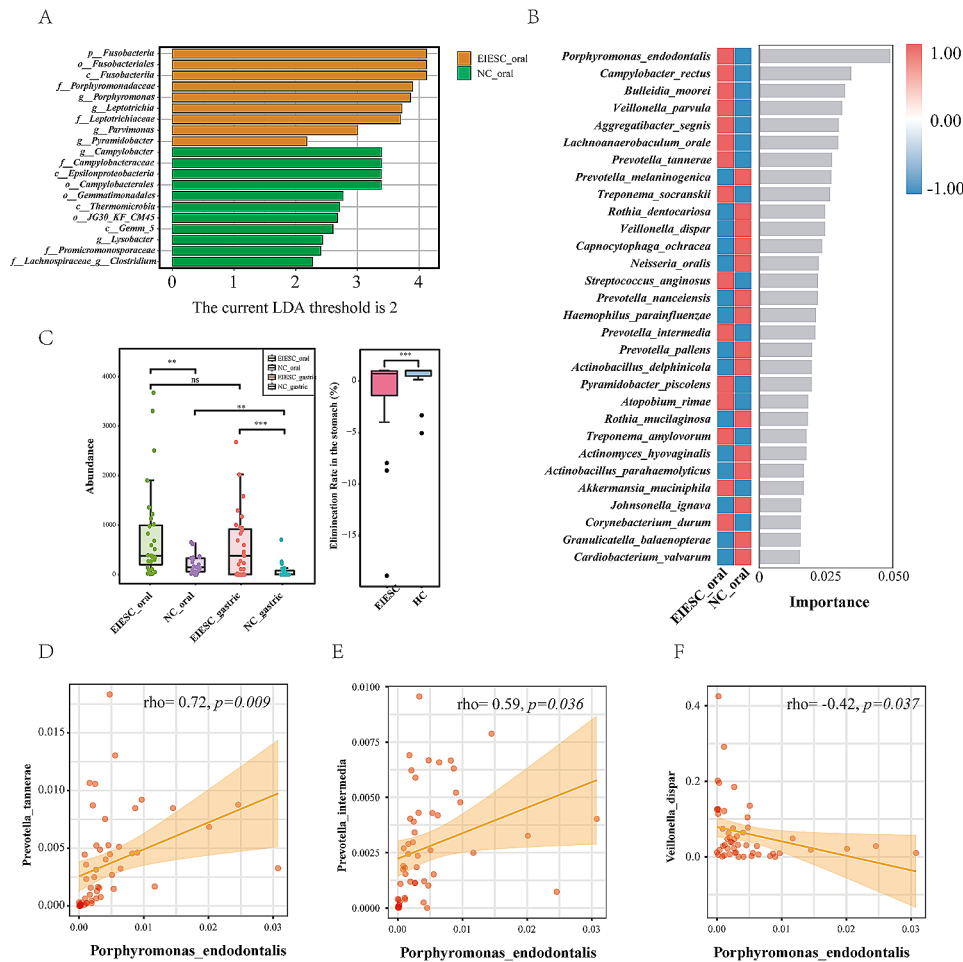 A
p__Fusobacteria
o__Fusobacteriales
c__Fusobacteriia
f__Porphyromonadaceae
g__Porphyromonas
g__Leptotrichia
f__Leptotrichiaceae
g__Parvimonas
g__Pyramidobacter
g__Campylobacter
f__Campylobacteraceae
c__Epsilonproteobacteria
o__Campylobacterales
o__Gemmatimonadales
c__Thermomicrobia
o__JG30_KF_CM45
c__Gemm_5
g__Lysobacter
f__Promicromonosporaceae
f__Lachnospiraceae_g__Clostridium
0 1 2 3 4
The current LDA threshold is 2
EIESC_oral
NC_oral
B
Porphyromonas_endodontalis
Campylobacter_rectus
Bulleidia_moorei
Veillonella_parvula
Aggregatibacter_segnis
Lachnoanaerobaculum_orale
Prevotella_tannerae
Prevotella_melaninogenica
Treponema_socranskii
Rothia_dentocariosa
Veillonella_dispar
Capnocytophaga_ochracea
Neisseria_oralis
Streptococcus_anginosus
Prevotella_nanceiensis
Haemophilus_parainfluenzae
Prevotella_intermedia
Prevotella_pallens
Actinobacillus_delphinicola
Pyramidobacter_piscolens
Atopobium_rimae
Rothia_mucilaginosa
Treponema_amylovorum
Actinomyces_hyovaginalis
Actinobacillus_parahaemolyticus
Akkermansia_muciniphila
Johnsonella_ignava
Corynebacterium_durum
Granulicatella_balaenopterae
Cardiobacterium_valvarum
EIESC_oral
NC_oral
0 0.025 0.050
Importance
1.00
0.00
-1.00
C
Abundance
4000
3000
2000
1000
0
**
ns
**
***
EIESC_oral
NC_oral
EIESC_gastric
NC_gastric
EIESC_oral
NC_oral
EIESC_gastric
NC_gastric
Elimincation Rate in the stomach (%)
0
−5
−10
−15
***
EIESC
HC
D
rho= 0.72, p=0.009
Prevotella_tannerae
0.015
0.010
0.005
0.000
0.00 0.01 0.02 0.03
Porphyromonas_endodontalis
E
rho= 0.59, p=0.036
Prevotella_intermedia
0.0100
0.0075
0.0050
0.0025
0.0000
0.00 0.01 0.02 0.03
Porphyromonas_endodontalis
F
rho= -0.42, p=0.037
Veillonella_dispar
0.4
0.2
0.1
0.0
0.00 0.01 0.02 0.03
Porphyromonas_endodontalis